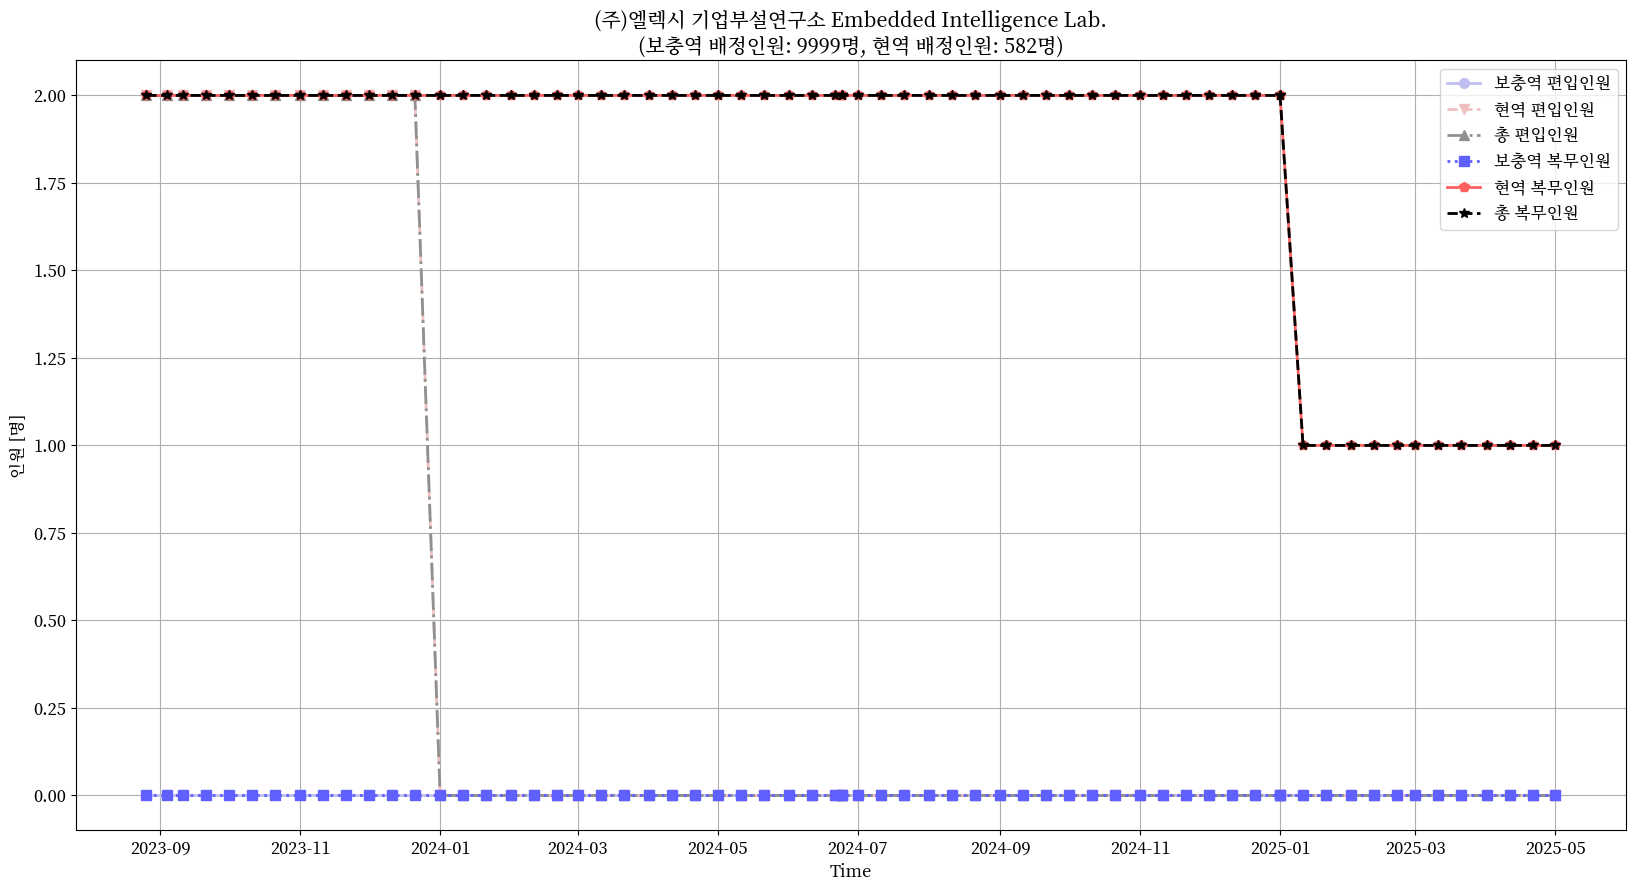 (주)엘렉시 기업부설연구소 Embedded Intelligence Lab.
(보충역 배정인원: 9999명, 현역 배정인원: 582명)
보충역 편입인원
현역 편입인원
총 편입인원
보충역 복무인원
현역 복무인원
총 복무인원
2.00
1.75
1.50
1.25
1.00
0.75
0.50
0.25
0.00
인원 [명]
2023-09 2023-11 2024-01 2024-03 2024-05 2024-07 2024-09 2024-11 2025-01 2025-03 2025-05
Time